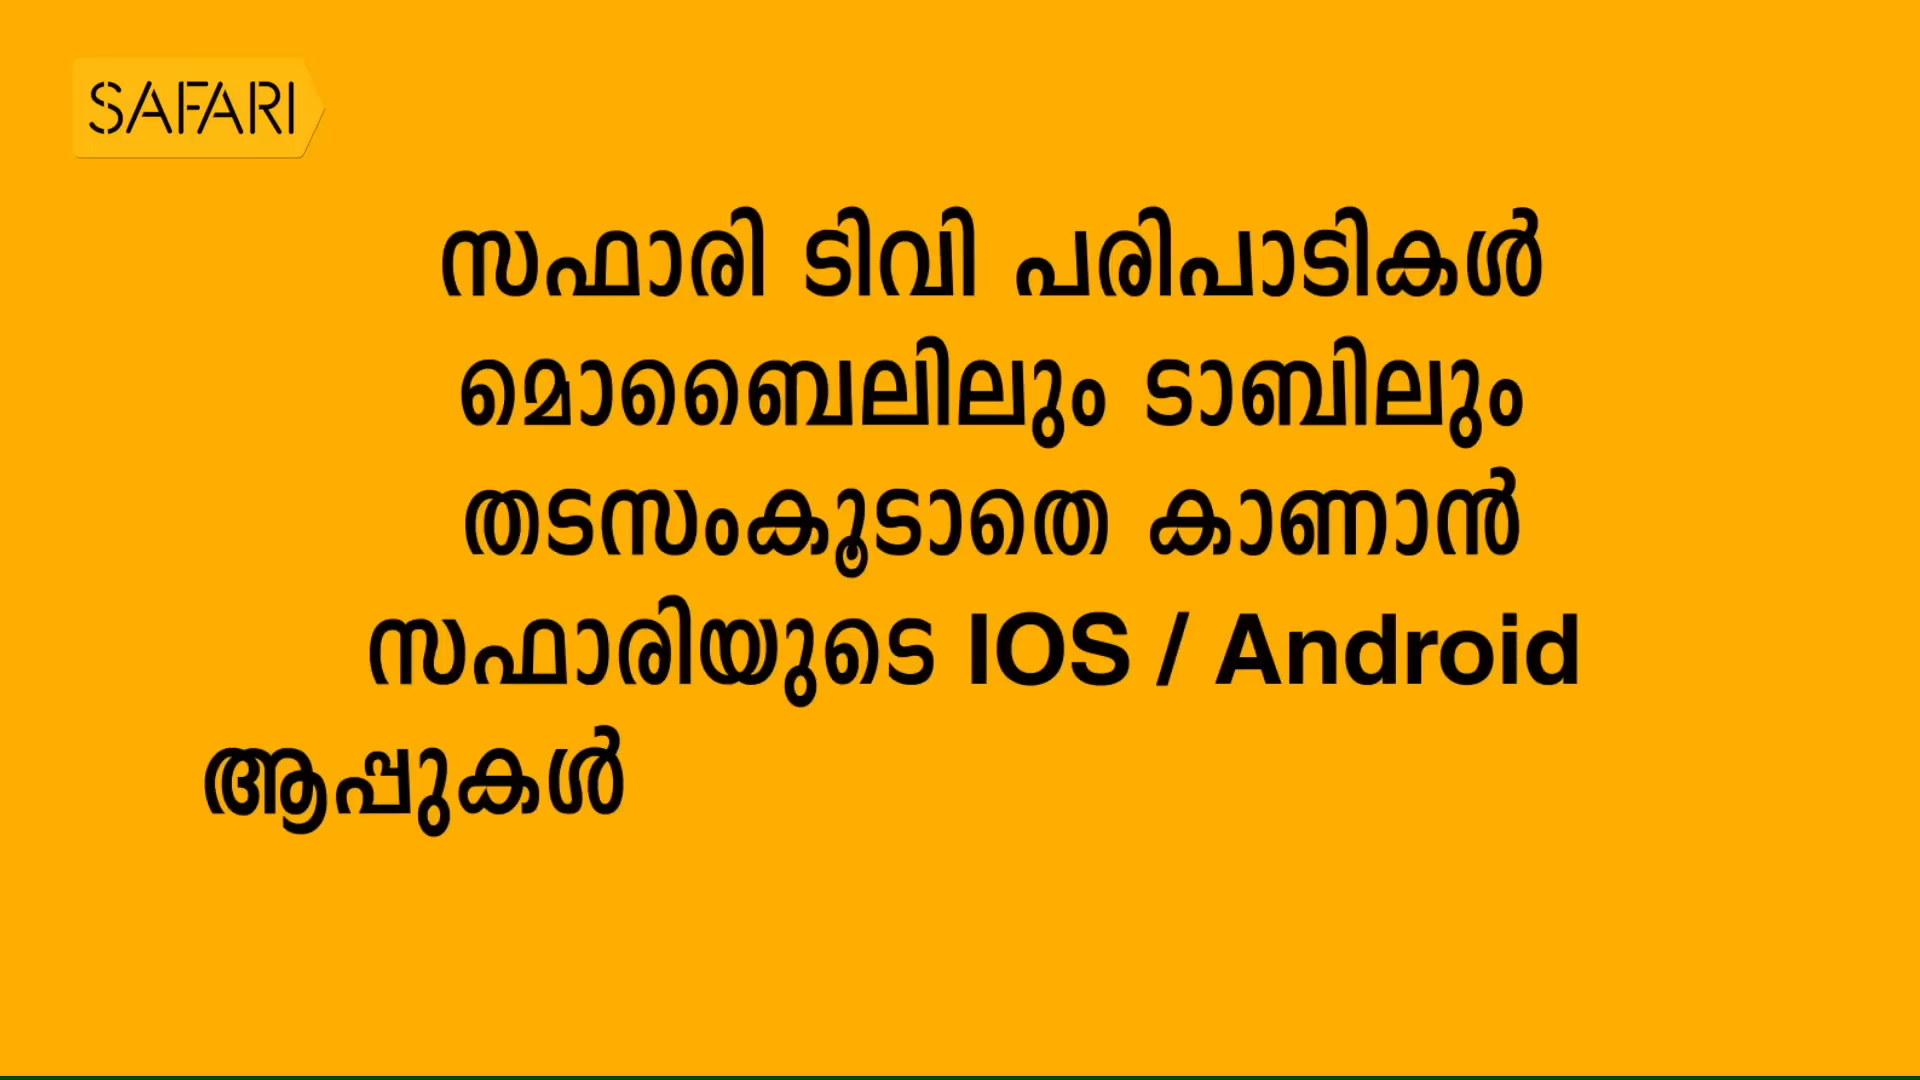 SAFARI
സഫാരി ടിവി പരിപാടികൾ
മൊബൈലിലും ടാബിലും
തടസംകൂടാതെ കാണാൻ
സഫാരിയുടെ IOS / Android
ആപ്പുകൾ